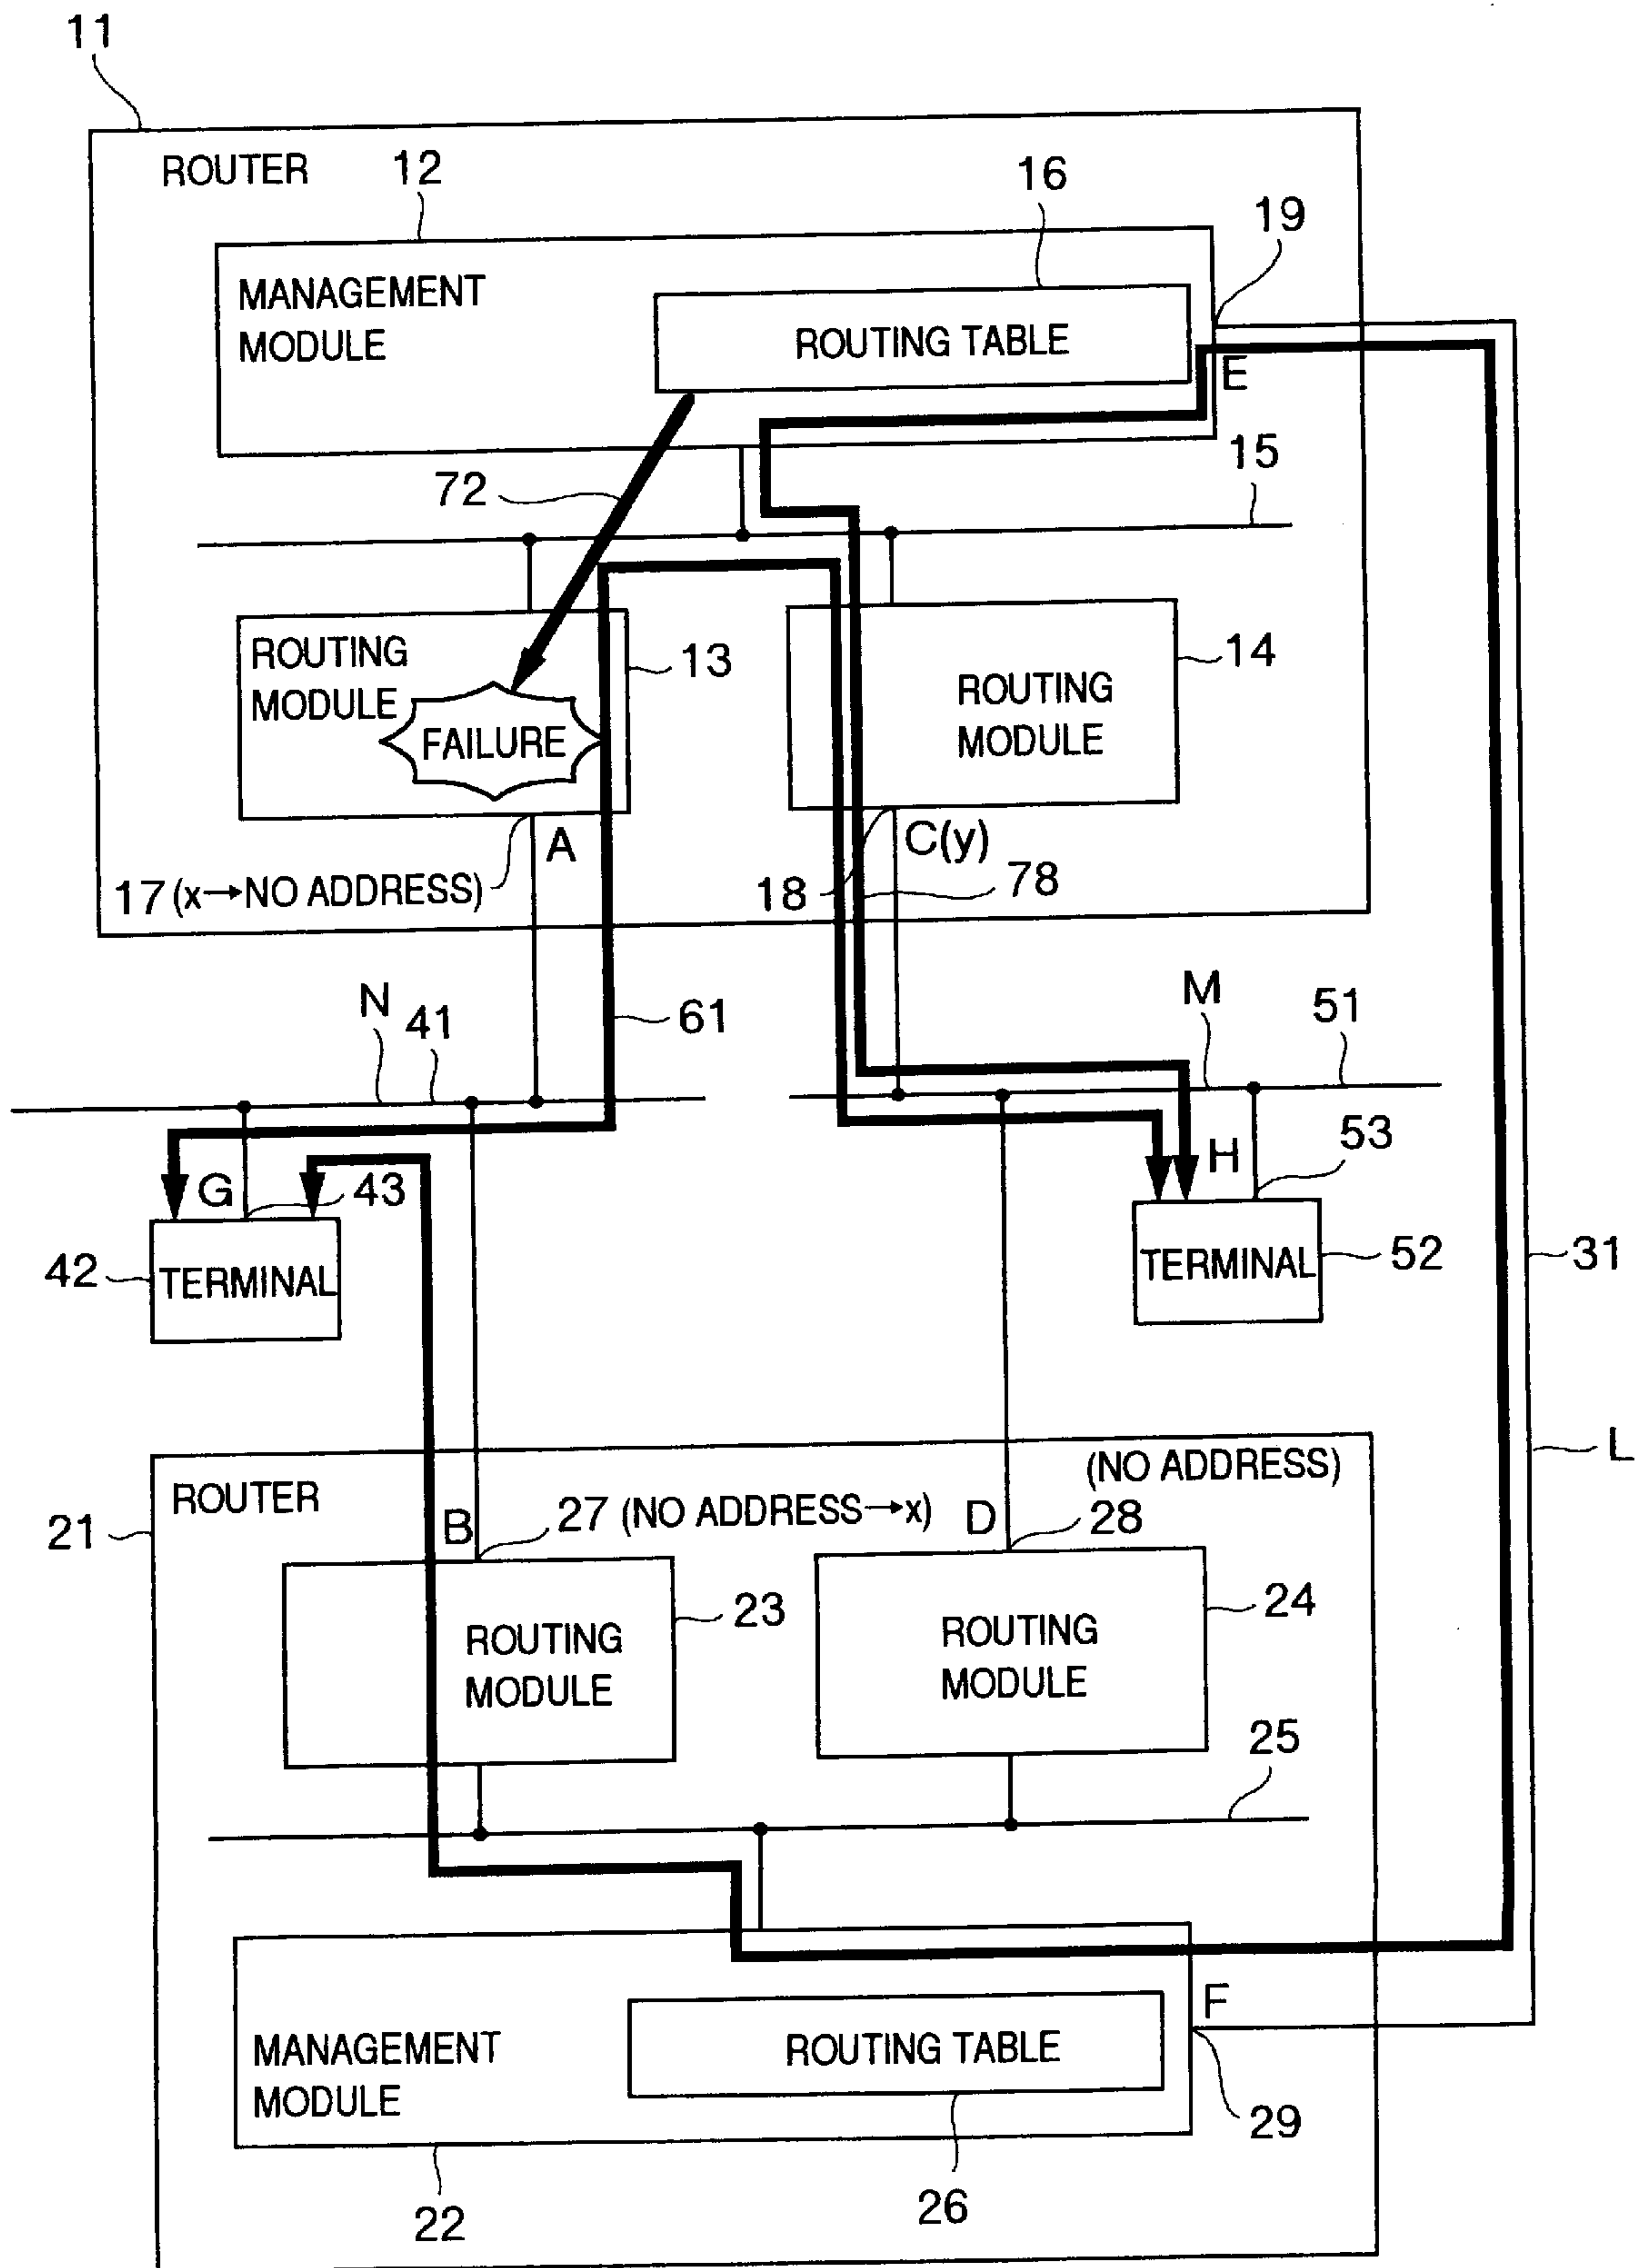 11
ROUTER
12
16
19
MANAGEMENT
MODULE
ROUTING TABLE
E
15
72
ROUTING
MODULE
13
14
ROUTING
MODULE
FAILURE
A
C(y)
17 (x→NO ADDRESS)
18
78
N
41
61
M
51
G
43
H
53
42
TERMINAL
TERMINAL
52
31
L
(NO ADDRESS)
ROUTER
21
B
27 (NO ADDRESS→x)
D
28
23
24
ROUTING
MODULE
ROUTING
MODULE
25
F
MANAGEMENT
MODULE
ROUTING TABLE
29
22
26